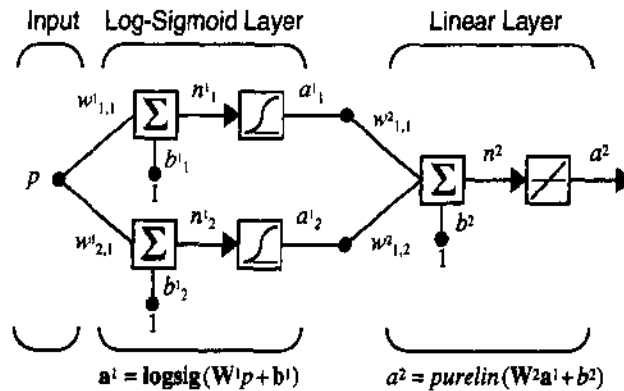 Input Log-Sigmoid Layer Linear Layer
w¹₁,₁ n¹₁ a¹₁ w²₁,₁
Σ
b¹₁
1
p
Σ n² a²
b²
1
w¹₂,₁ n¹₂ a¹₂ w²₁,₂
Σ
b¹₂
1
a¹ = logsig(W¹p+b¹) a² = purelin(W²a¹+b²)